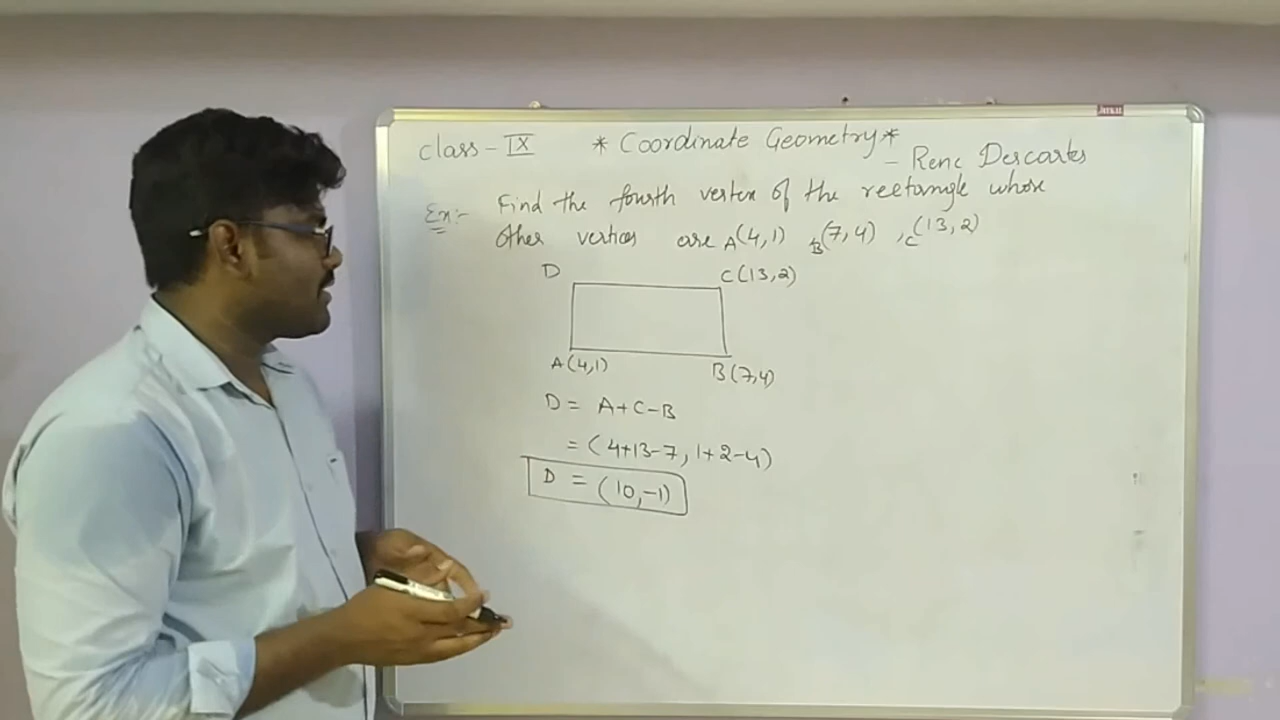 class-IX * Coordinate Geometry *
- Rene Descartes
Ex:- Find the fourth vertex of the rectangle whose
other vertices are A(4,1) B(7,4) , C(13,2)
D C(13,2)
A(4,1) B(7,4)
D = A+C-B
= (4+13-7, 1+2-4)
D = (10,-1)